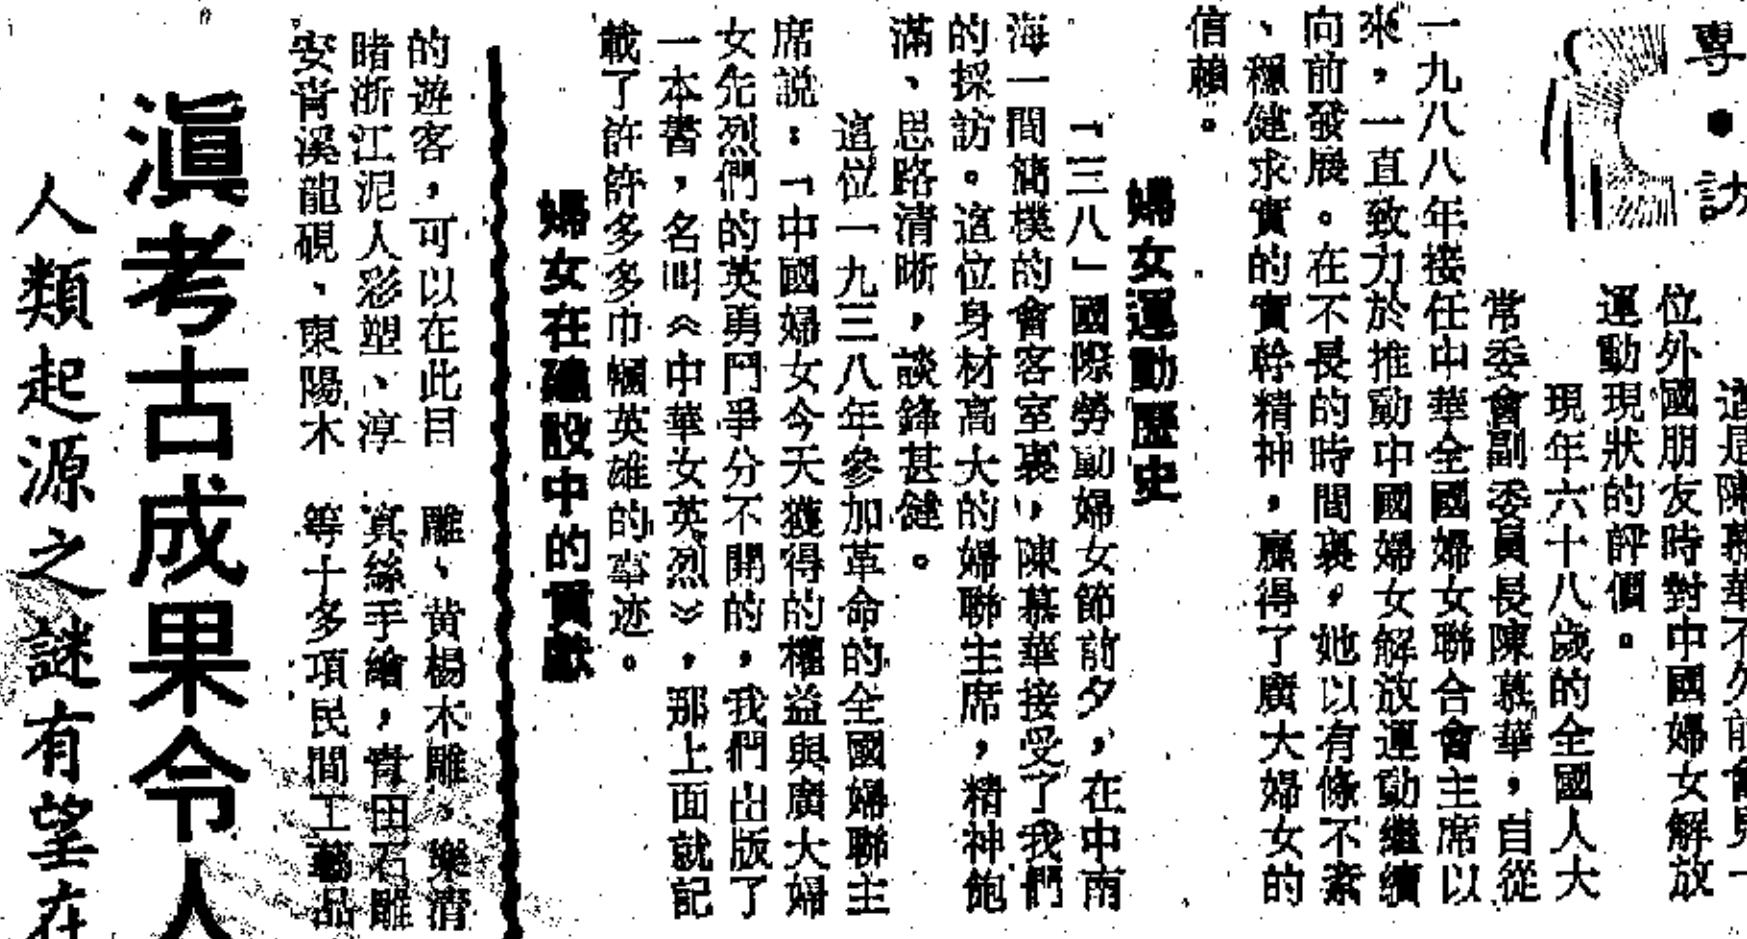 專•訪
這是陳慕華不久前會見一
位外國朋友時對中國婦女解放
運動現狀的評價。
現年六十八歲的全國人大
常委會副委員長陳慕華，自從
一九八八年接任中華全國婦女聯合會主席以
來，一直致力於推動中國婦女解放運動繼續
向前發展。在不長的時間裏，她以有條不紊
、穩健求實的實幹精神，贏得了廣大婦女的
信賴。
婦女運動歷史
「三八」國際勞動婦女節前夕，在中南
海一間簡樸的會客室裏，陳慕華接受了我們
的採訪。這位身材高大的婦聯主席，精神飽
滿、思路清晰，談鋒甚健。
這位一九三八年參加革命的全國婦聯主
席説：「中國婦女今天獲得的權益與廣大婦
女先烈們的英勇鬥爭分不開的，我們出版了
一本書，名叫《中華女英烈》，那上面就記
載了許許多多巾幗英雄的事迹。
婦女在建設中的貢獻
的遊客，可以在此目
睹浙江泥人彩塑、淳
安青溪龍硯、東陽木
雕、黄楊木雕，樂清
真絲手繪，青田石雕
等十多項民間工藝品
滇考古成果令人
人類起源之謎有望在